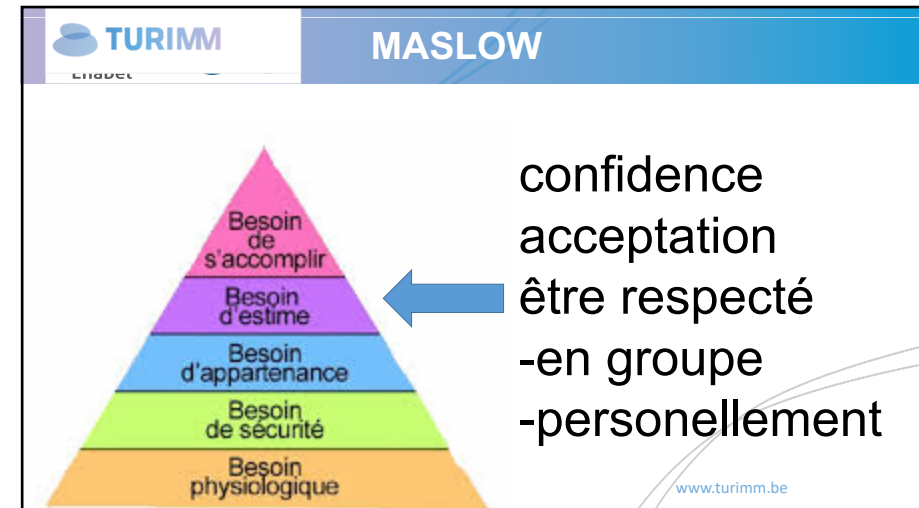 TURIMM
MASLOW
Besoin
de
s'accomplir
Besoin
d'estime
Besoin
d'appartenance
Besoin
de sécurité
Besoin
physiologique
confidence
acceptation
être respecté
-en groupe
-personellement
www.turimm.be